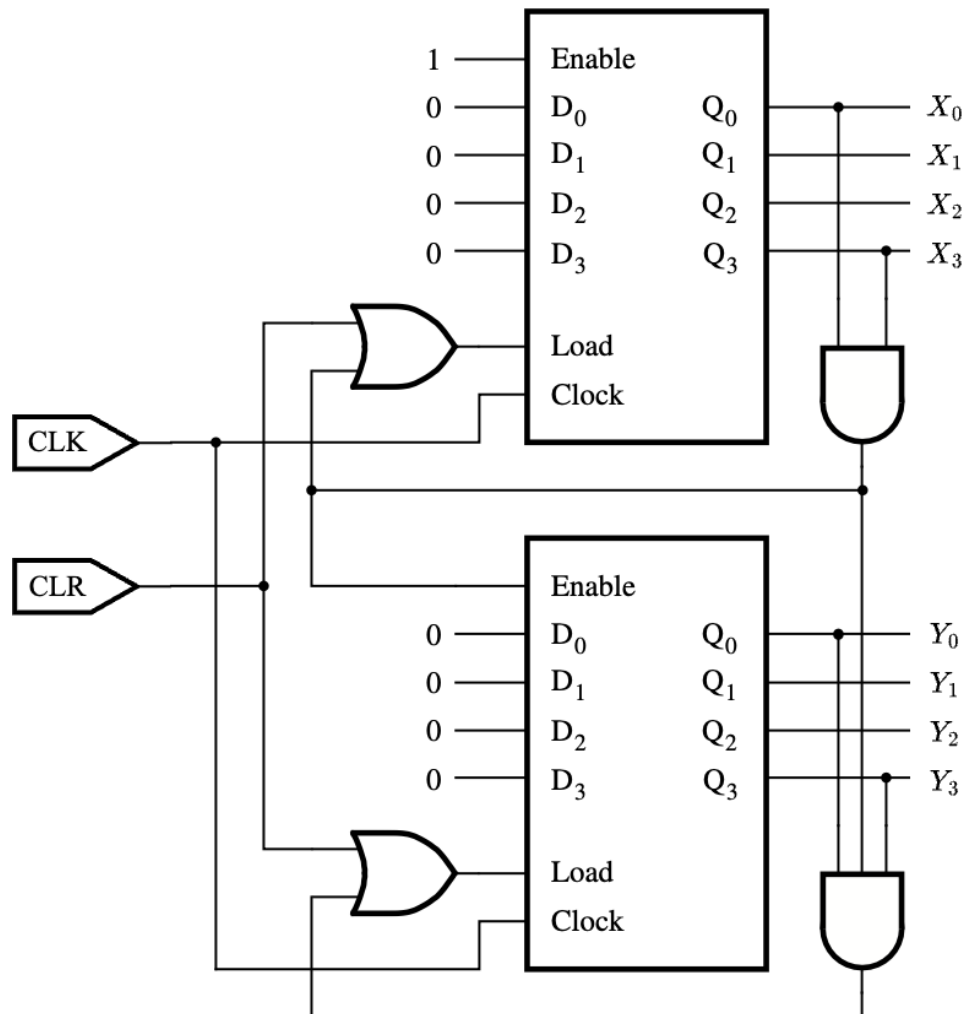 1 Enable
0 D0 Q0 X0
0 D1 Q1 X1
0 D2 Q2 X2
0 D3 Q3 X3
Load
Clock
CLK
CLR
Enable
0 D0 Q0 Y0
0 D1 Q1 Y1
0 D2 Q2 Y2
0 D3 Q3 Y3
Load
Clock